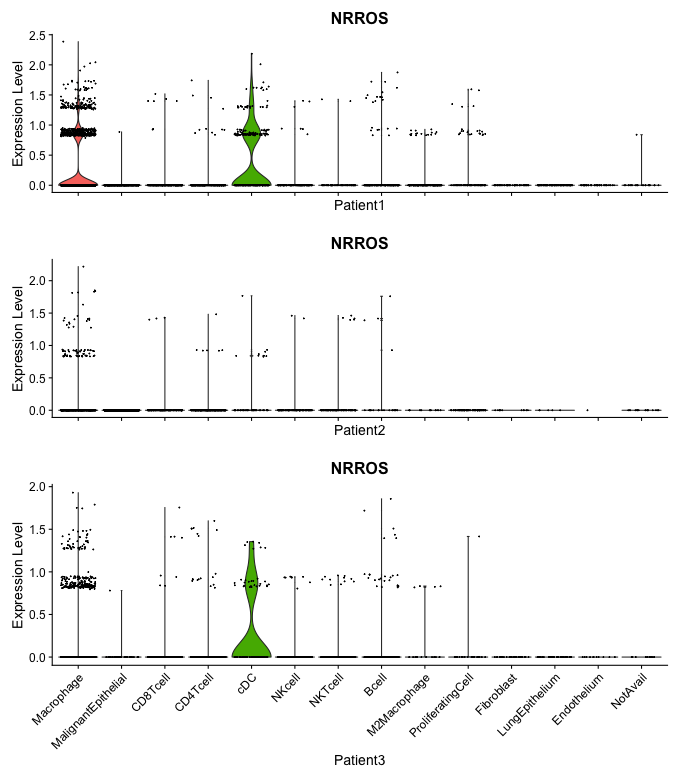 NRROS
Expression Level
2.5
2.0
1.5
1.0
0.5
0.0
Patient1
NRROS
Expression Level
2.0
1.5
1.0
0.5
0.0
Patient2
NRROS
Expression Level
2.0
1.5
1.0
0.5
0.0
Macrophage
MalignantEpithelial
CD8Tcell
CD4Tcell
cDC
NKcell
NKTcell
Bcell
M2Macrophage
ProliferatingCell
Fibroblast
LungEpithelium
Endothelium
NotAvail
Patient3